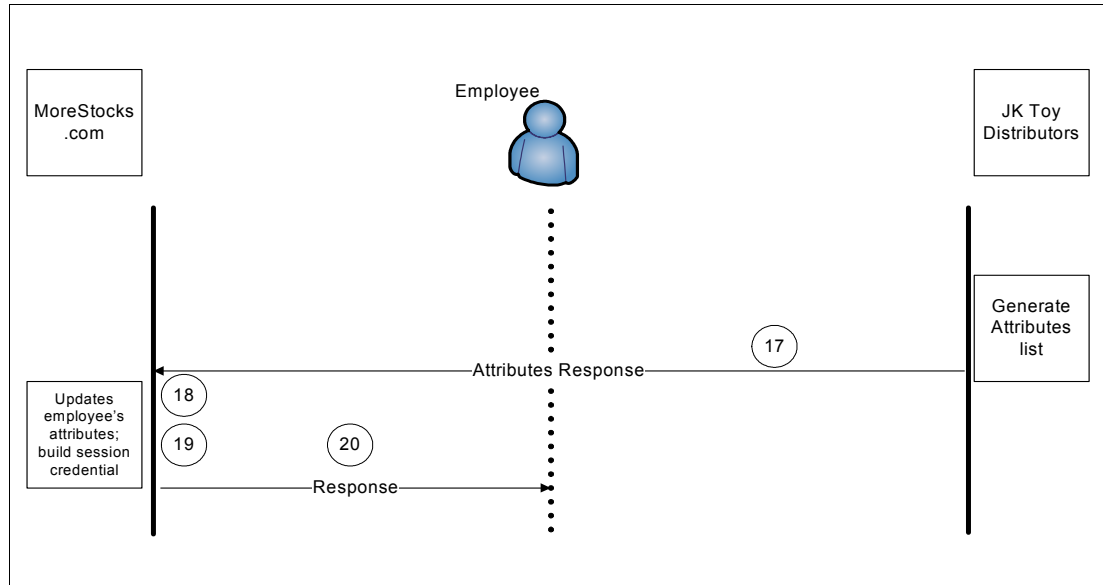 MoreStocks
.com
Employee
JK Toy
Distributors
Generate
Attributes
list
17
Attributes Response
18
Updates
employee's
attributes;
build session
credential
19
20
Response